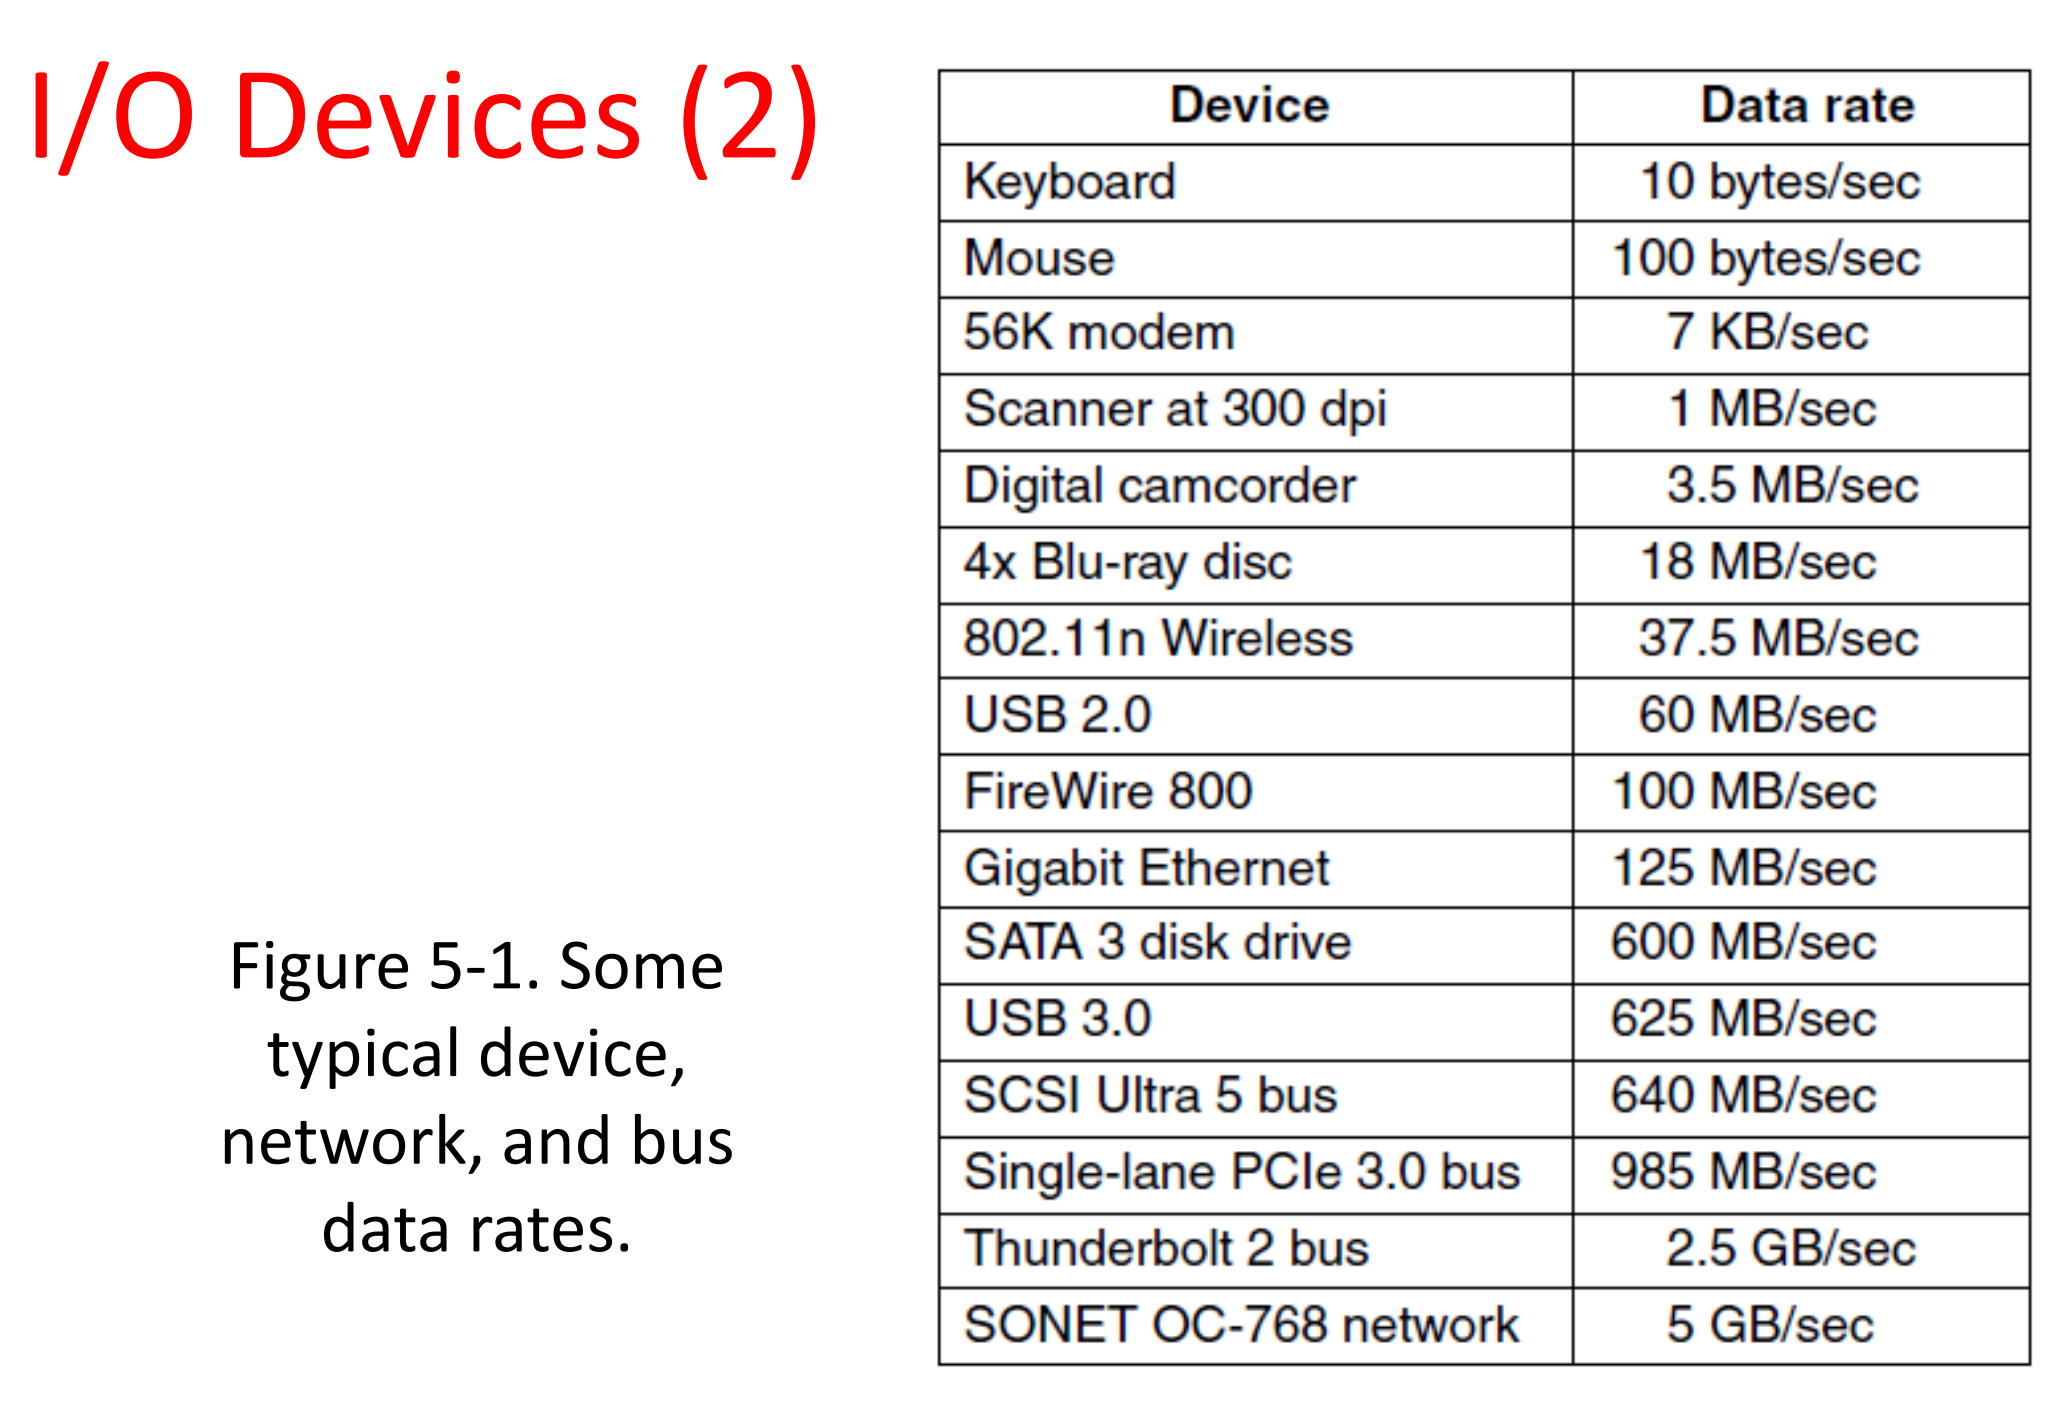 I/O Devices (2)
Device Data rate
Keyboard 10 bytes/sec
Mouse 100 bytes/sec
56K modem 7 KB/sec
Scanner at 300 dpi 1 MB/sec
Digital camcorder 3.5 MB/sec
4x Blu-ray disc 18 MB/sec
802.11n Wireless 37.5 MB/sec
USB 2.0 60 MB/sec
FireWire 800 100 MB/sec
Gigabit Ethernet 125 MB/sec
SATA 3 disk drive 600 MB/sec
USB 3.0 625 MB/sec
SCSI Ultra 5 bus 640 MB/sec
Single-lane PCIe 3.0 bus 985 MB/sec
Thunderbolt 2 bus 2.5 GB/sec
SONET OC-768 network 5 GB/sec
Figure 5-1. Some
typical device,
network, and bus
data rates.